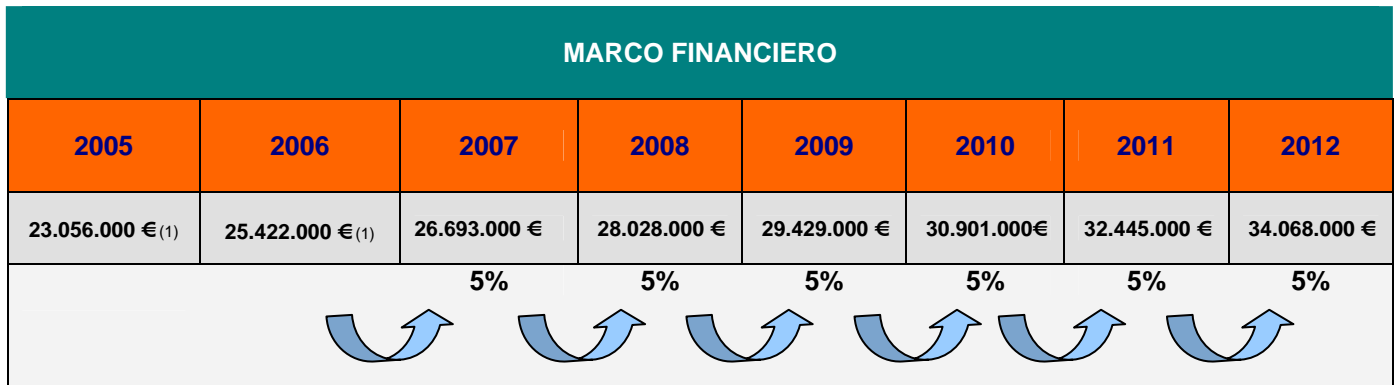 MARCO FINANCIERO
2005 2006 2007 2008 2009 2010 2011 2012
23.056.000 €(1) 25.422.000 €(1) 26.693.000 € 28.028.000 € 29.429.000 € 30.901.000€ 32.445.000 € 34.068.000 €
5% 5% 5% 5% 5% 5%